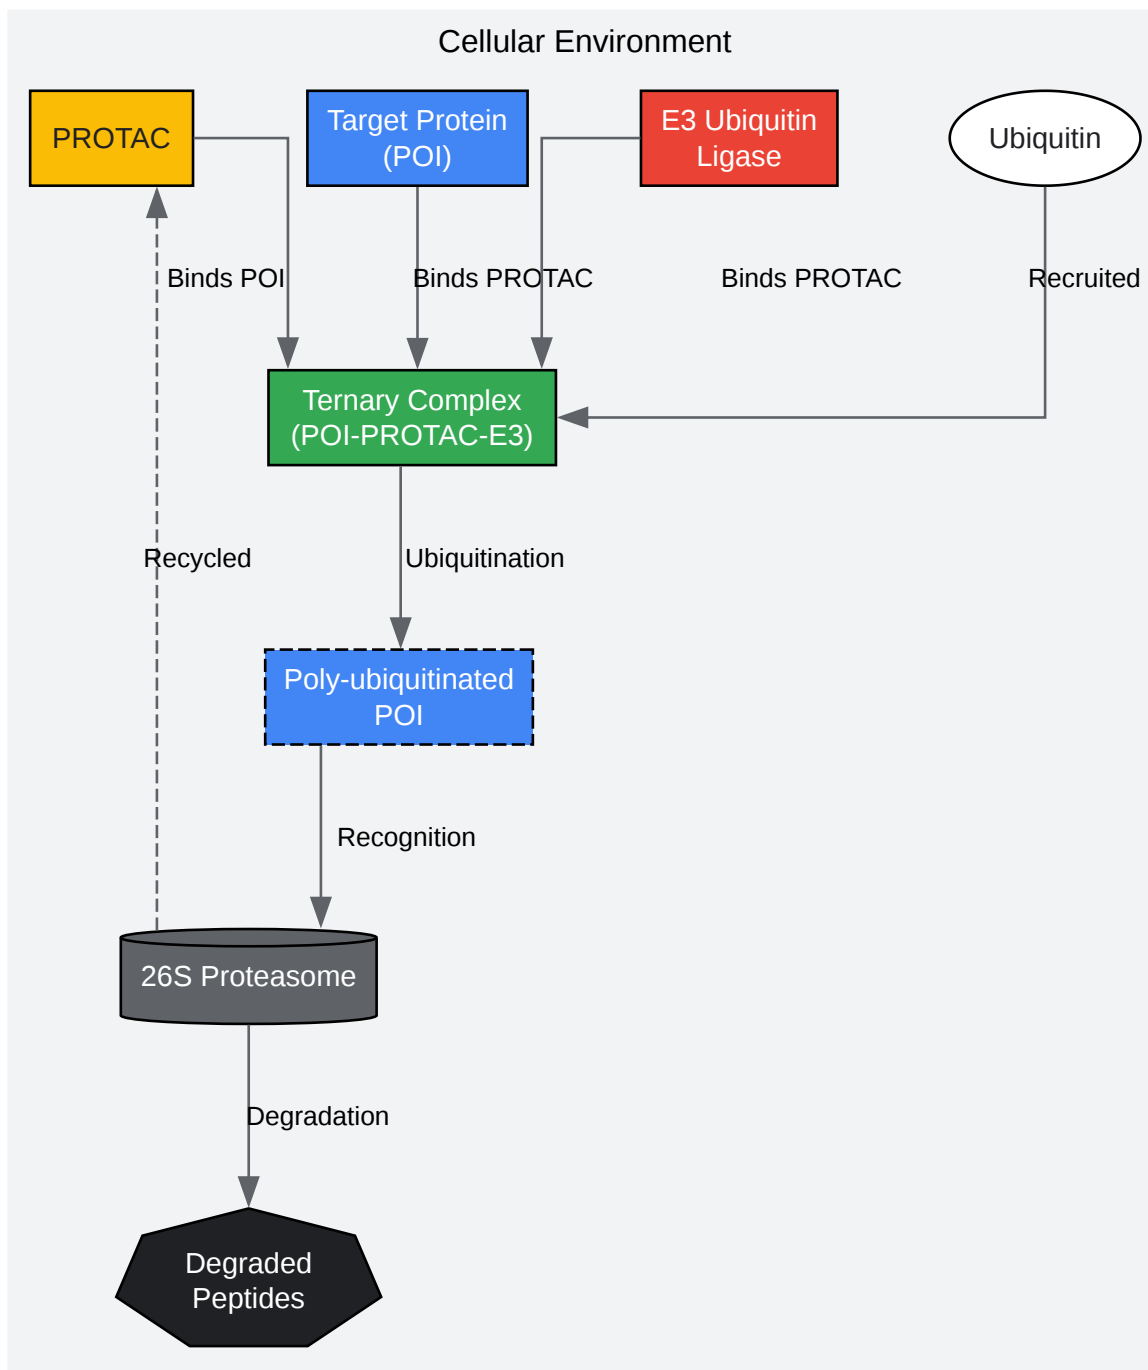 Cellular Environment
PROTAC
Target Protein
(POI)
E3 Ubiquitin
Ligase
Ubiquitin
Binds POI
Binds PROTAC
Binds PROTAC
Recruited
Ternary Complex
(POI-PROTAC-E3)
Recycled
Ubiquitination
Poly-ubiquitinated
POI
Recognition
26S Proteasome
Degradation
Degraded
Peptides